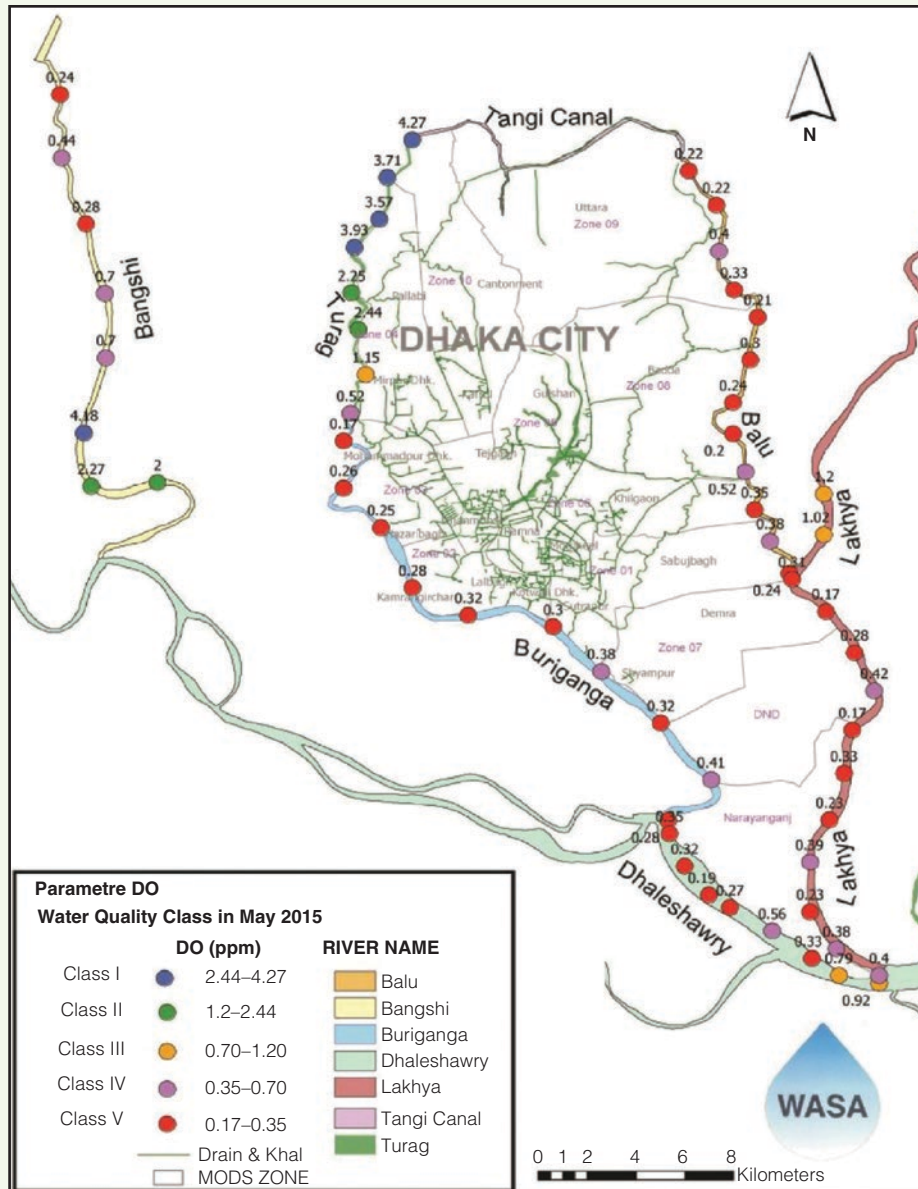 4.27
Tangi Canal
N
0.24
0.44
0.28
0.7
0.7
Bangshi
4.18
2.27
2
3.71
3.57
3.93
2.25
2.44
Turag
1.15
0.52
0.17
0.26
0.25
0.28
0.32
0.3
0.38
0.32
0.41
Buriganga
0.22
0.22
0.4
0.33
0.21
0.24
0.2
0.52
0.35
0.38
0.31
0.24
Balu
1.2
1.02
Lakhya
0.17
0.28
0.42
0.17
0.33
0.23
0.39
0.23
0.38
0.4
Lakhya
0.35
0.28
0.32
0.19
0.27
0.56
0.33
0.79
0.92
Dhaleshawry
DHAKA CITY
Uttara
Zone 09
Cantonment
Zone 10
Pallabi
Zone 08
Gulshan
Khilgaon
Sabujbagh
Zone 01
Demra
Zone 07
Shyampur
DND
Narayanganj
Parametre DO
Water Quality Class in May 2015
DO (ppm)
Class I 2.44–4.27
Class II 1.2–2.44
Class III 0.70–1.20
Class IV 0.35–0.70
Class V 0.17–0.35
Drain & Khal
MODS ZONE
RIVER NAME
Balu
Bangshi
Buriganga
Dhaleshawry
Lakhya
Tangi Canal
Turag
WASA
0 1 2 4 6 8
Kilometers